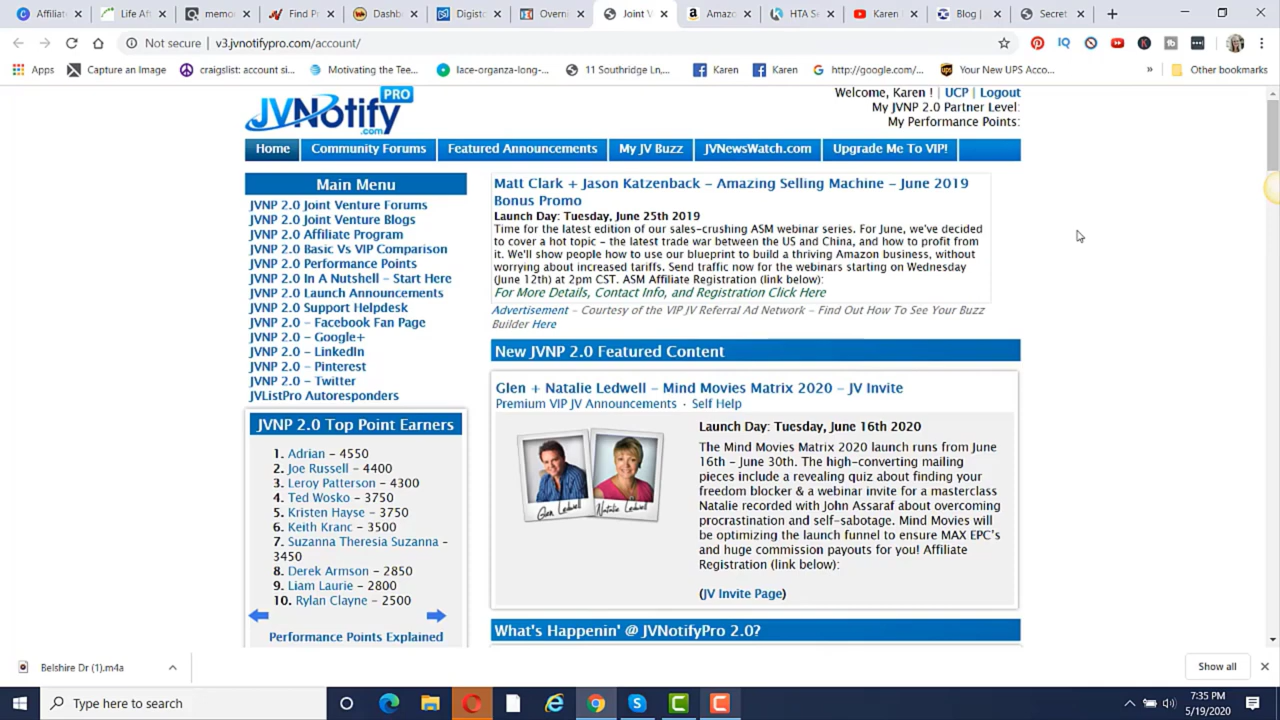 Affiliate
Life Aff
memo
Find P
Dashb
Digisto
Overni
Joint V
Amazo
HTA Se
Karen
Blog |
Secret
Not secure | v3.jvnotifypro.com/account/
Apps
Capture an Image
craigslist: account si...
Motivating the Tee...
lace-organza-long-...
11 Southridge Ln,...
Karen
Karen
http://google.com/...
Your New UPS Acco...
»
Other bookmarks
JVNotify PRO .com
Welcome, Karen ! | UCP | Logout
My JVNP 2.0 Partner Level:
My Performance Points:
Home
Community Forums
Featured Announcements
My JV Buzz
JVNewsWatch.com
Upgrade Me To VIP!
Main Menu
JVNP 2.0 Joint Venture Forums
JVNP 2.0 Joint Venture Blogs
JVNP 2.0 Affiliate Program
JVNP 2.0 Basic Vs VIP Comparison
JVNP 2.0 Performance Points
JVNP 2.0 In A Nutshell – Start Here
JVNP 2.0 Launch Announcements
JVNP 2.0 Support Helpdesk
JVNP 2.0 – Facebook Fan Page
JVNP 2.0 – Google+
JVNP 2.0 – LinkedIn
JVNP 2.0 – Pinterest
JVNP 2.0 – Twitter
JVListPro Autoresponders
JVNP 2.0 Top Point Earners
1. Adrian – 4550
2. Joe Russell – 4400
3. Leroy Patterson – 4300
4. Ted Wosko – 3750
5. Kristen Hayse – 3750
6. Keith Kranc – 3500
7. Suzanna Theresia Suzanna –
3450
8. Derek Armson – 2850
9. Liam Laurie – 2800
10. Rylan Clayne – 2500
Performance Points Explained
Matt Clark + Jason Katzenback – Amazing Selling Machine – June 2019
Bonus Promo
Launch Day: Tuesday, June 25th 2019
Time for the latest edition of our sales-crushing ASM webinar series. For June, we've decided
to cover a hot topic – the latest trade war between the US and China, and how to profit from
it. We'll show people how to use our blueprint to build a thriving Amazon business, without
worrying about increased tariffs. Send traffic now for the webinars starting on Wednesday
(June 12th) at 2pm CST. ASM Affiliate Registration (link below):
For More Details, Contact Info, and Registration Click Here
Advertisement – Courtesy of the VIP JV Referral Ad Network – Find Out How To See Your Buzz
Builder Here
New JVNP 2.0 Featured Content
Glen + Natalie Ledwell – Mind Movies Matrix 2020 – JV Invite
Premium VIP JV Announcements · Self Help
Glen Ledwell
Natalie Ledwell
Launch Day: Tuesday, June 16th 2020
The Mind Movies Matrix 2020 launch runs from June
16th – June 30th. The high-converting mailing
pieces include a revealing quiz about finding your
freedom blocker & a webinar invite for a masterclass
Natalie recorded with John Assaraf about overcoming
procrastination and self-sabotage. Mind Movies will
be optimizing the launch funnel to ensure MAX EPC's
and huge commission payouts for you! Affiliate
Registration (link below):
(JV Invite Page)
What's Happenin' @ JVNotifyPro 2.0?
Belshire Dr (1).m4a
Show all
Type here to search
7:35 PM
5/19/2020